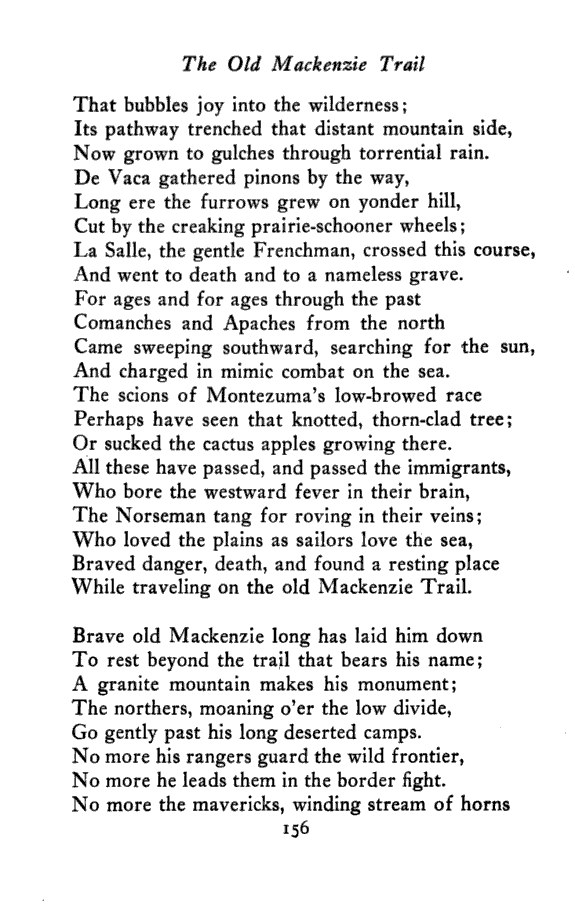 The Old Mackenzie Trail
That bubbles joy into the wilderness;
Its pathway trenched that distant mountain side,
Now grown to gulches through torrential rain.
De Vaca gathered pinons by the way,
Long ere the furrows grew on yonder hill,
Cut by the creaking prairie-schooner wheels;
La Salle, the gentle Frenchman, crossed this course,
And went to death and to a nameless grave.
For ages and for ages through the past
Comanches and Apaches from the north
Came sweeping southward, searching for the sun,
And charged in mimic combat on the sea.
The scions of Montezuma's low-browed race
Perhaps have seen that knotted, thorn-clad tree;
Or sucked the cactus apples growing there.
All these have passed, and passed the immigrants,
Who bore the westward fever in their brain,
The Norseman tang for roving in their veins;
Who loved the plains as sailors love the sea,
Braved danger, death, and found a resting place
While traveling on the old Mackenzie Trail.
Brave old Mackenzie long has laid him down
To rest beyond the trail that bears his name;
A granite mountain makes his monument;
The northers, moaning o'er the low divide,
Go gently past his long deserted camps.
No more his rangers guard the wild frontier,
No more he leads them in the border fight.
No more the mavericks, winding stream of horns
156